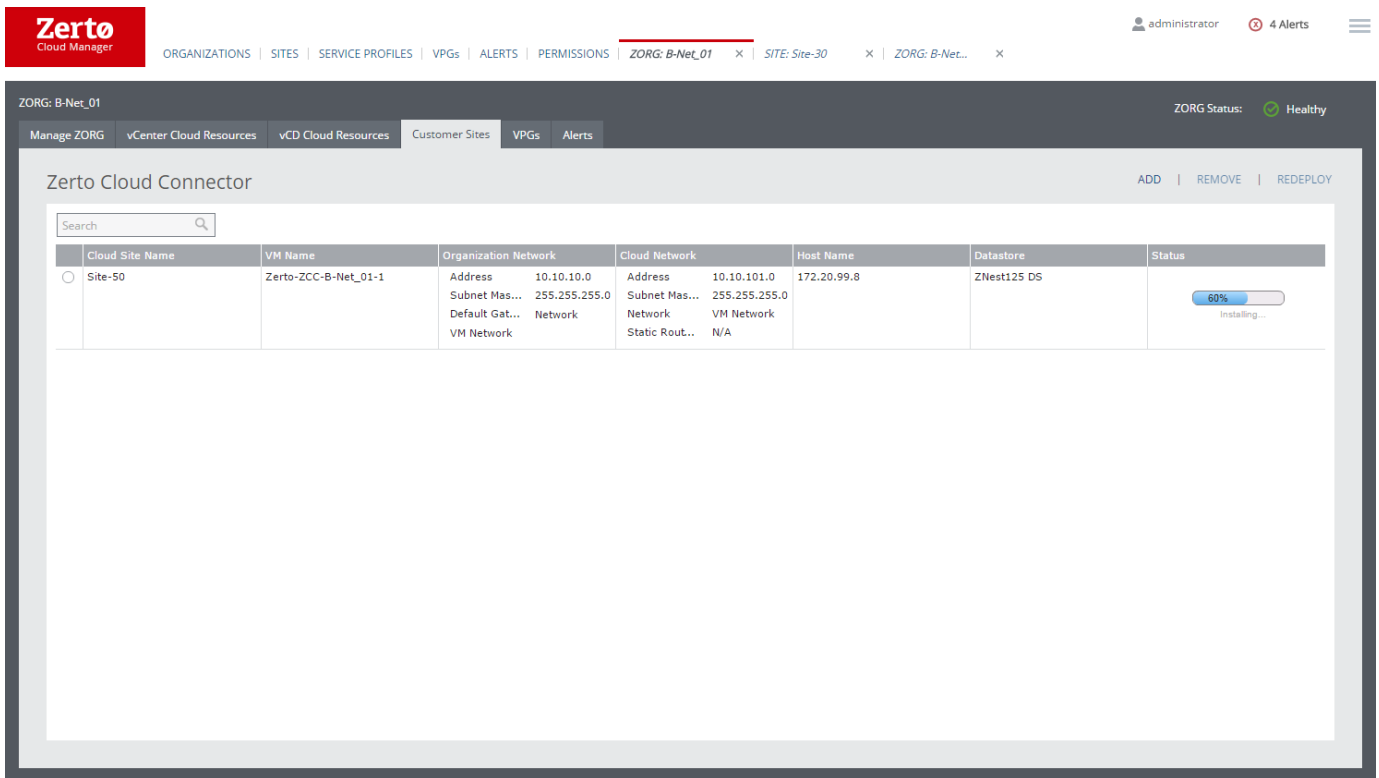 Zertø
Cloud Manager
administrator
4 Alerts
ORGANIZATIONS | SITES | SERVICE PROFILES | VPGs | ALERTS | PERMISSIONS | ZORG: B-Net_01 × | SITE: Site-30 × | ZORG: B-Net... ×
ZORG: B-Net_01
ZORG Status: Healthy
Manage ZORG vCenter Cloud Resources vCD Cloud Resources Customer Sites VPGs Alerts
Zerto Cloud Connector
ADD | REMOVE | REDEPLOY
Search
Cloud Site Name VM Name Organization Network Cloud Network Host Name Datastore Status
Site-50 Zerto-ZCC-B-Net_01-1 Address 10.10.10.0 Address 10.10.101.0 172.20.99.8 ZNest125 DS
Subnet Mas... 255.255.255.0 Subnet Mas... 255.255.255.0 60%
Default Gat... Network Network VM Network Installing...
VM Network Static Rout... N/A